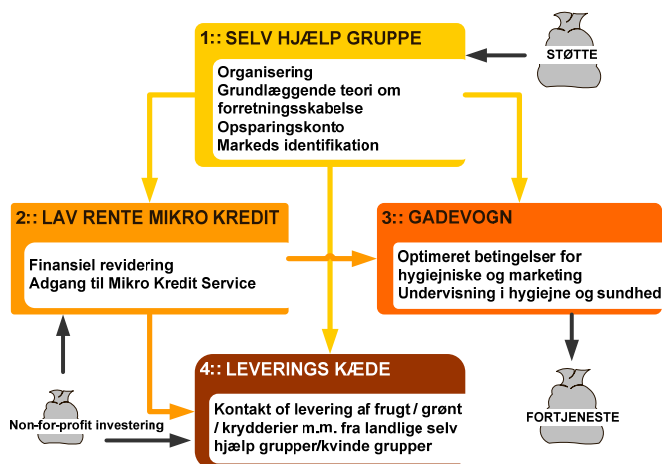 1:: SELV HJÆLP GRUPPE
Organisering
Grundlæggende teori om
forretningsskabelse
Opsparingskonto
Markeds identifikation
STØTTE
2:: LAV RENTE MIKRO KREDIT
Finansiel revidering
Adgang til Mikro Kredit Service
3:: GADEVOGN
Optimeret betingelser for
hygiejniske og marketing
Undervisning i hygiejne og sundhed
4:: LEVERINGS KÆDE
Kontakt of levering af frugt / grønt
/ krydderier m.m. fra landlige selv
hjælp grupper/kvinde grupper
Non-for-profit investering
FORTJENESTE